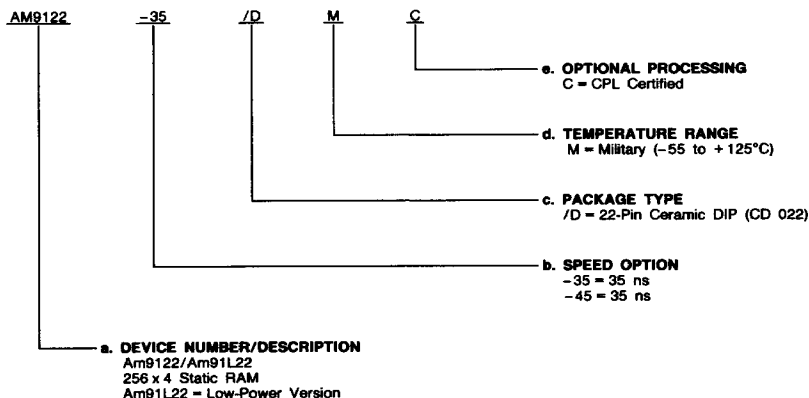 AM9122 -35 /D M C
e. OPTIONAL PROCESSING
C = CPL Certified
d. TEMPERATURE RANGE
M = Military (-55 to +125°C)
c. PACKAGE TYPE
/D = 22-Pin Ceramic DIP (CD 022)
b. SPEED OPTION
-35 = 35 ns
-45 = 35 ns
a. DEVICE NUMBER/DESCRIPTION
Am9122/Am91L22
256 x 4 Static RAM
Am91L22 = Low-Power Version